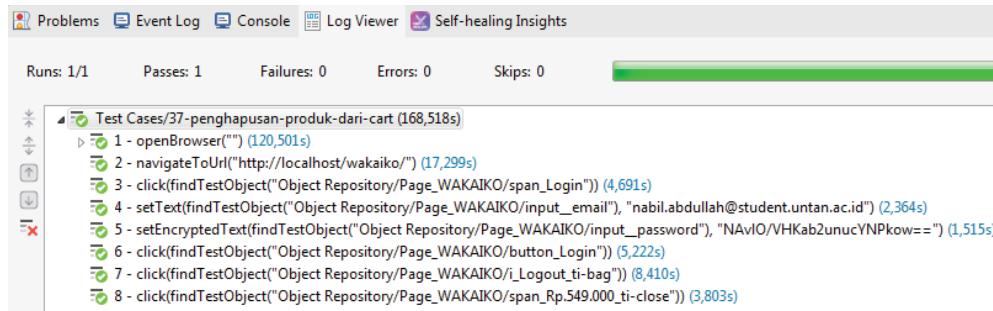 Problems Event Log Console Log Viewer Self-healing Insights
Runs: 1/1 Passes: 1 Failures: 0 Errors: 0 Skips: 0
Test Cases/37-penghapusan-produk-dari-cart (168,518s)
1 - openBrowser("") (120,501s)
2 - navigateToUrl("http://localhost/wakaiko/") (17,299s)
3 - click(findTestObject("Object Repository/Page_WAKAIKO/span_Login")) (4,691s)
4 - setText(findTestObject("Object Repository/Page_WAKAIKO/input__email"), "nabil.abdullah@student.untan.ac.id") (2,364s)
5 - setEncryptedText(findTestObject("Object Repository/Page_WAKAIKO/input__password"), "NAvIO/VHKab2unucYNPkow==") (1,515s)
6 - click(findTestObject("Object Repository/Page_WAKAIKO/button_Login")) (5,222s)
7 - click(findTestObject("Object Repository/Page_WAKAIKO/i_Logout_ti-bag")) (8,410s)
8 - click(findTestObject("Object Repository/Page_WAKAIKO/span_Rp.549.000_ti-close")) (3,803s)